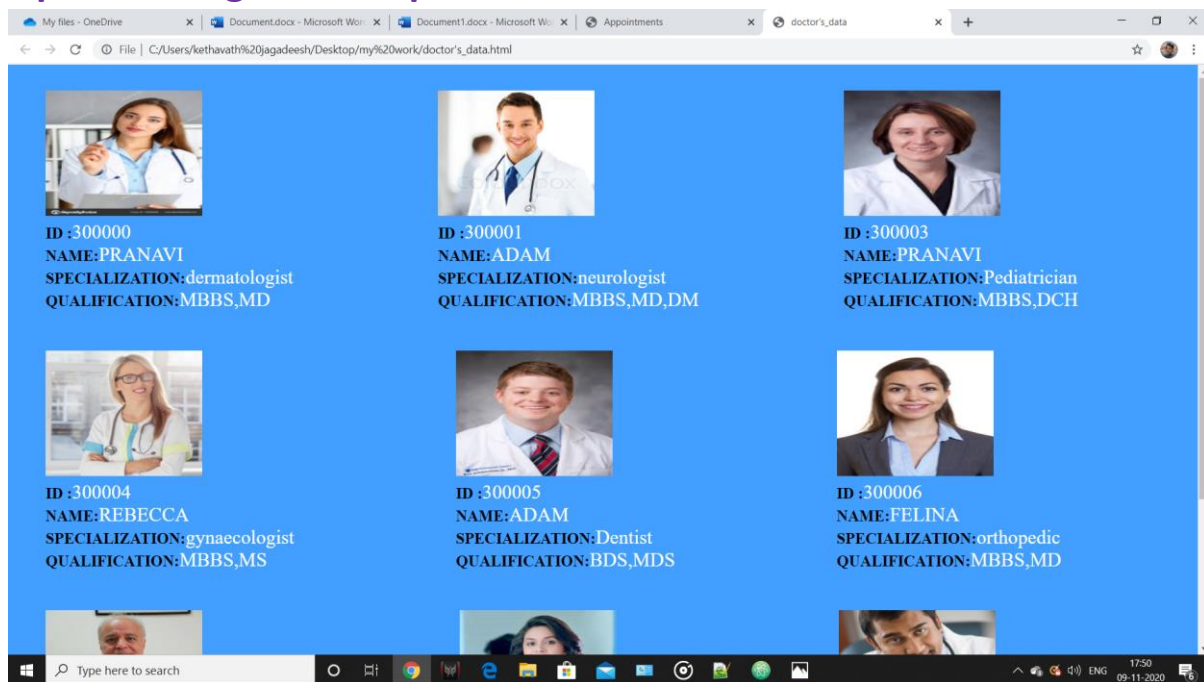 My files - OneDrive
Document.docx - Microsoft Wor
Document1.docx - Microsoft Wo
Appointments
doctor's_data
File | C:/Users/kethavath%20jagadeesh/Desktop/my%20work/doctor's_data.html
ID :300000
NAME:PRANAVI
SPECIALIZATION:dermatologist
QUALIFICATION:MBBS,MD
ID :300001
NAME:ADAM
SPECIALIZATION:neurologist
QUALIFICATION:MBBS,MD,DM
ID :300003
NAME:PRANAVI
SPECIALIZATION:Pediatrician
QUALIFICATION:MBBS,DCH
ID :300004
NAME:REBECCA
SPECIALIZATION:gynaecologist
QUALIFICATION:MBBS,MS
ID :300005
NAME:ADAM
SPECIALIZATION:Dentist
QUALIFICATION:BDS,MDS
ID :300006
NAME:FELINA
SPECIALIZATION:orthopedic
QUALIFICATION:MBBS,MD
Type here to search
ENG
17:50
09-11-2020